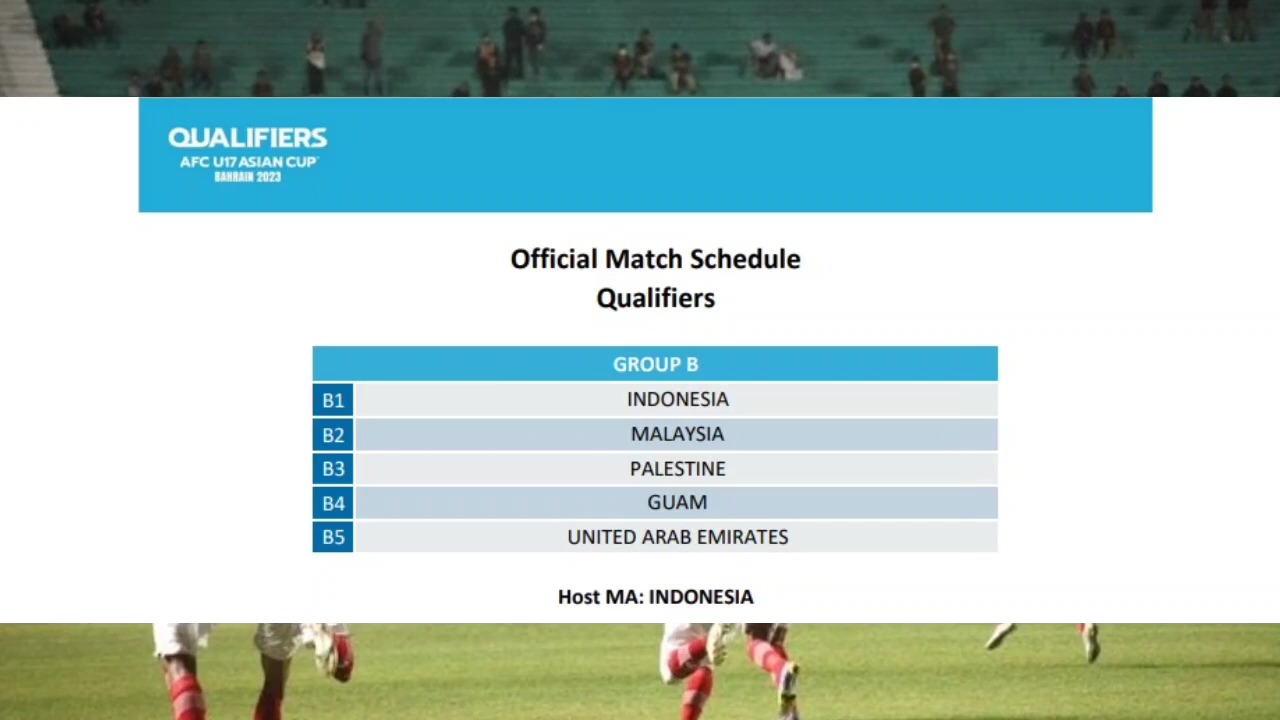 QUALIFIERS
AFC U17 ASIAN CUP
BAHRAIN 2023
Official Match Schedule
Qualifiers
GROUP B
B1 INDONESIA
B2 MALAYSIA
B3 PALESTINE
B4 GUAM
B5 UNITED ARAB EMIRATES
Host MA: INDONESIA